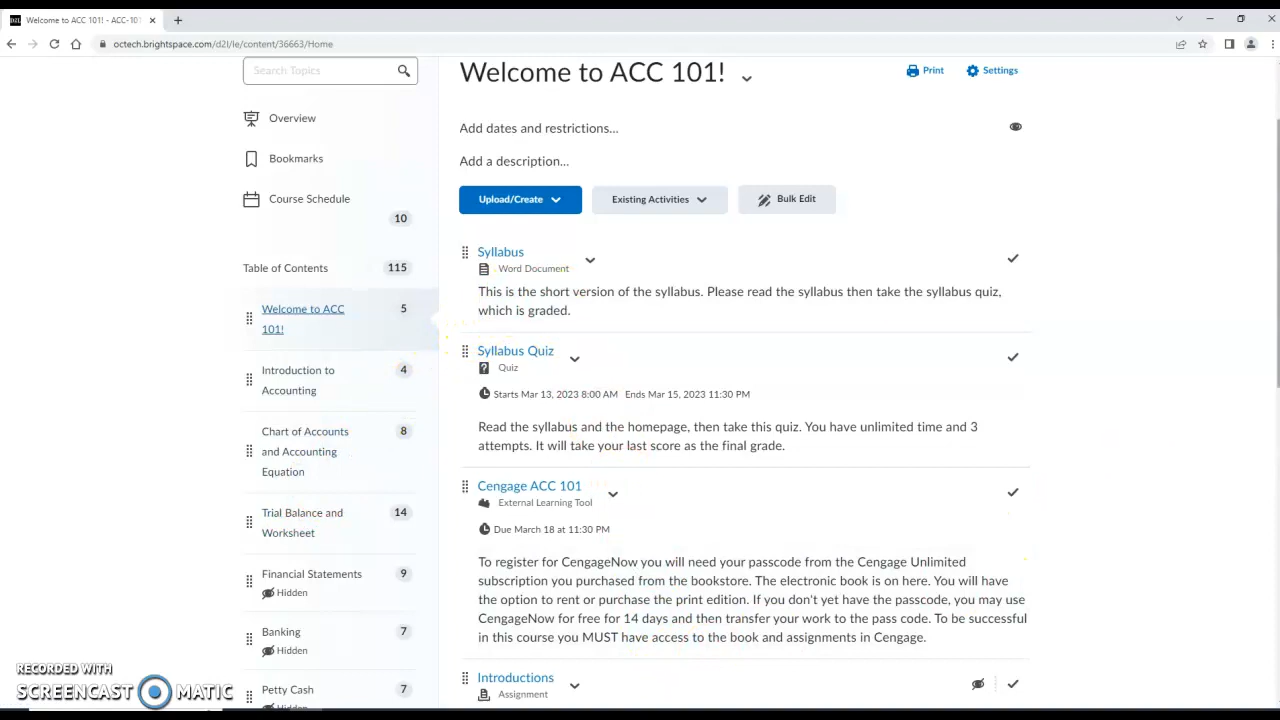 Welcome to ACC 101! - ACC-101
octech.brightspace.com/d2l/le/content/36663/Home
Search Topics
Overview
Bookmarks
Course Schedule
10
Table of Contents 115
Welcome to ACC 5
101!
Introduction to 4
Accounting
Chart of Accounts 8
and Accounting
Equation
Trial Balance and 14
Worksheet
Financial Statements 9
Hidden
Banking 7
Hidden
Petty Cash 7
Hidden
Welcome to ACC 101!
Print Settings
Add dates and restrictions...
Add a description...
Upload/Create Existing Activities Bulk Edit
Syllabus
Word Document
This is the short version of the syllabus. Please read the syllabus then take the syllabus quiz,
which is graded.
Syllabus Quiz
Quiz
Starts Mar 13, 2023 8:00 AM Ends Mar 15, 2023 11:30 PM
Read the syllabus and the homepage, then take this quiz. You have unlimited time and 3
attempts. It will take your last score as the final grade.
Cengage ACC 101
External Learning Tool
Due March 18 at 11:30 PM
To register for CengageNow you will need your passcode from the Cengage Unlimited
subscription you purchased from the bookstore. The electronic book is on here. You will have
the option to rent or purchase the print edition. If you don't yet have the passcode, you may use
CengageNow for free for 14 days and then transfer your work to the pass code. To be successful
in this course you MUST have access to the book and assignments in Cengage.
Introductions
Assignment
RECORDED WITH
SCREENCAST MATIC